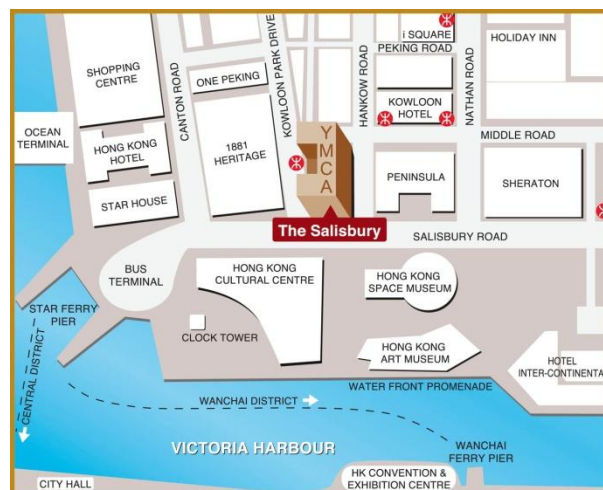 i SQUARE
PEKING ROAD
HOLIDAY INN
SHOPPING
CENTRE
CANTON ROAD
ONE PEKING
KOWLOON PARK DRIVE
HANKOW ROAD
NATHAN ROAD
KOWLOON
HOTEL
OCEAN
TERMINAL
HONG KONG
HOTEL
1881
HERITAGE
YMCA
MIDDLE ROAD
PENINSULA
SHERATON
STAR HOUSE
The Salisbury
SALISBURY ROAD
BUS
TERMINAL
HONG KONG
CULTURAL CENTRE
HONG KONG
SPACE MUSEUM
STAR FERRY
PIER
CLOCK TOWER
HONG KONG
ART MUSEUM
HOTEL
INTER-CONTINENTA
WATER FRONT PROMENADE
CENTRAL DISTRICT
WANCHAI DISTRICT
VICTORIA HARBOUR
WANCHAI
FERRY PIER
CITY HALL
HK CONVENTION &
EXHIBITION CENTRE